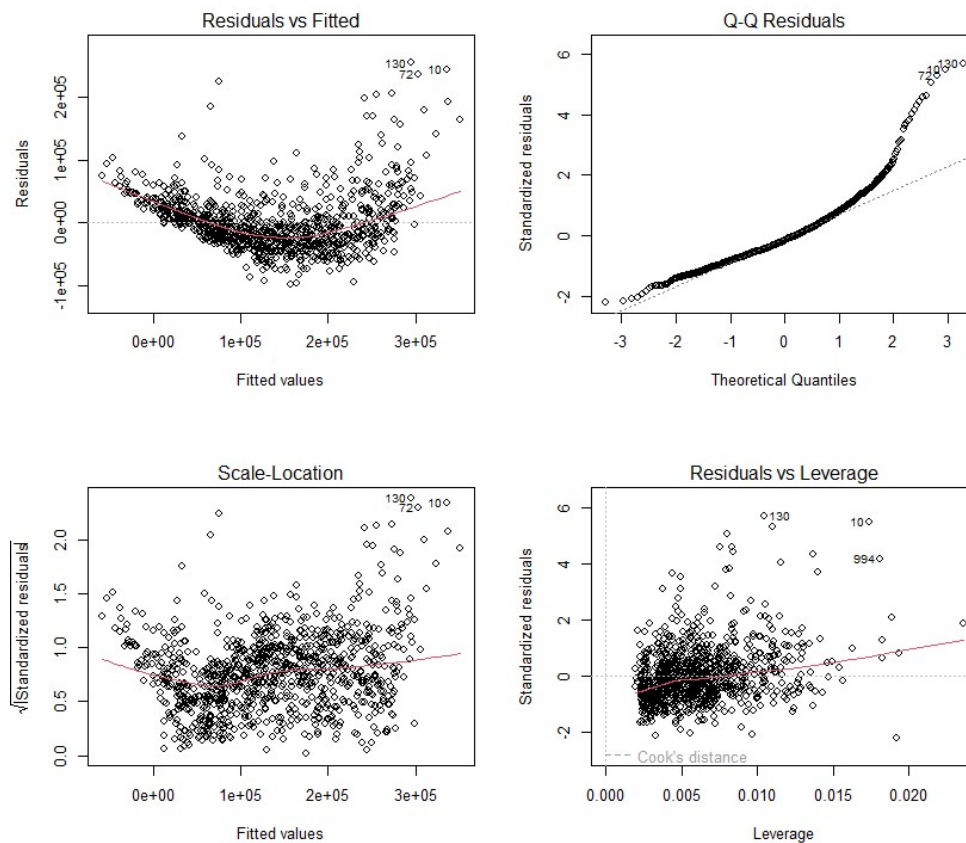 Residuals vs Fitted
Residuals
-1e+05
0e+00
1e+05
2e+05
130
72
10
0e+00
1e+05
2e+05
3e+05
Fitted values
Q-Q Residuals
Standardized residuals
-2
0
2
4
6
72
10
130
-3
-2
-1
0
1
2
3
Theoretical Quantiles
Scale-Location
√|Standardized residuals|
0.0
0.5
1.0
1.5
2.0
130
72
10
0e+00
1e+05
2e+05
3e+05
Fitted values
Residuals vs Leverage
Standardized residuals
-2
0
2
4
6
130
10
994
Cook's distance
0.000
0.005
0.010
0.015
0.020
Leverage